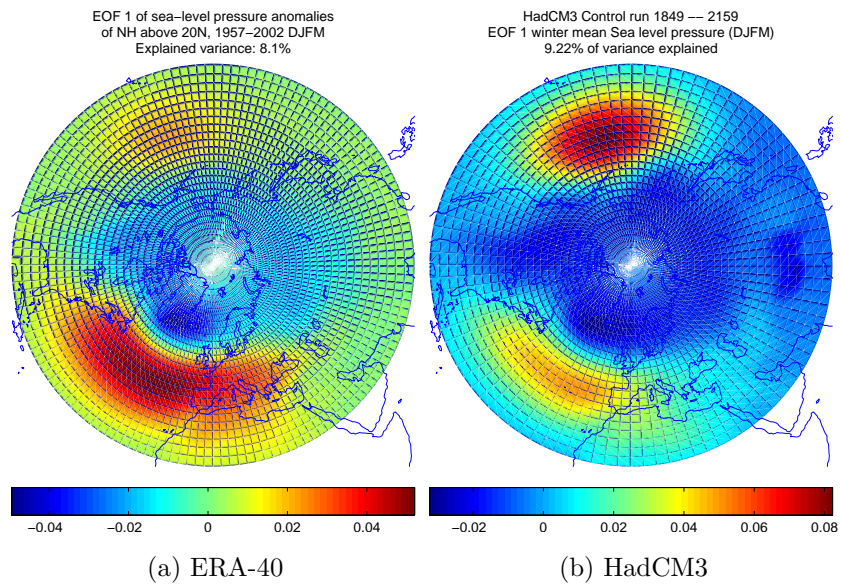 EOF 1 of sea−level pressure anomalies
of NH above 20N, 1957−2002 DJFM
Explained variance: 8.1%
HadCM3 Control run 1849 −− 2159
EOF 1 winter mean Sea level pressure (DJFM)
9.22% of variance explained
−0.04 −0.02 0 0.02 0.04
−0.02 0 0.02 0.04 0.06 0.08
(a) ERA-40
(b) HadCM3